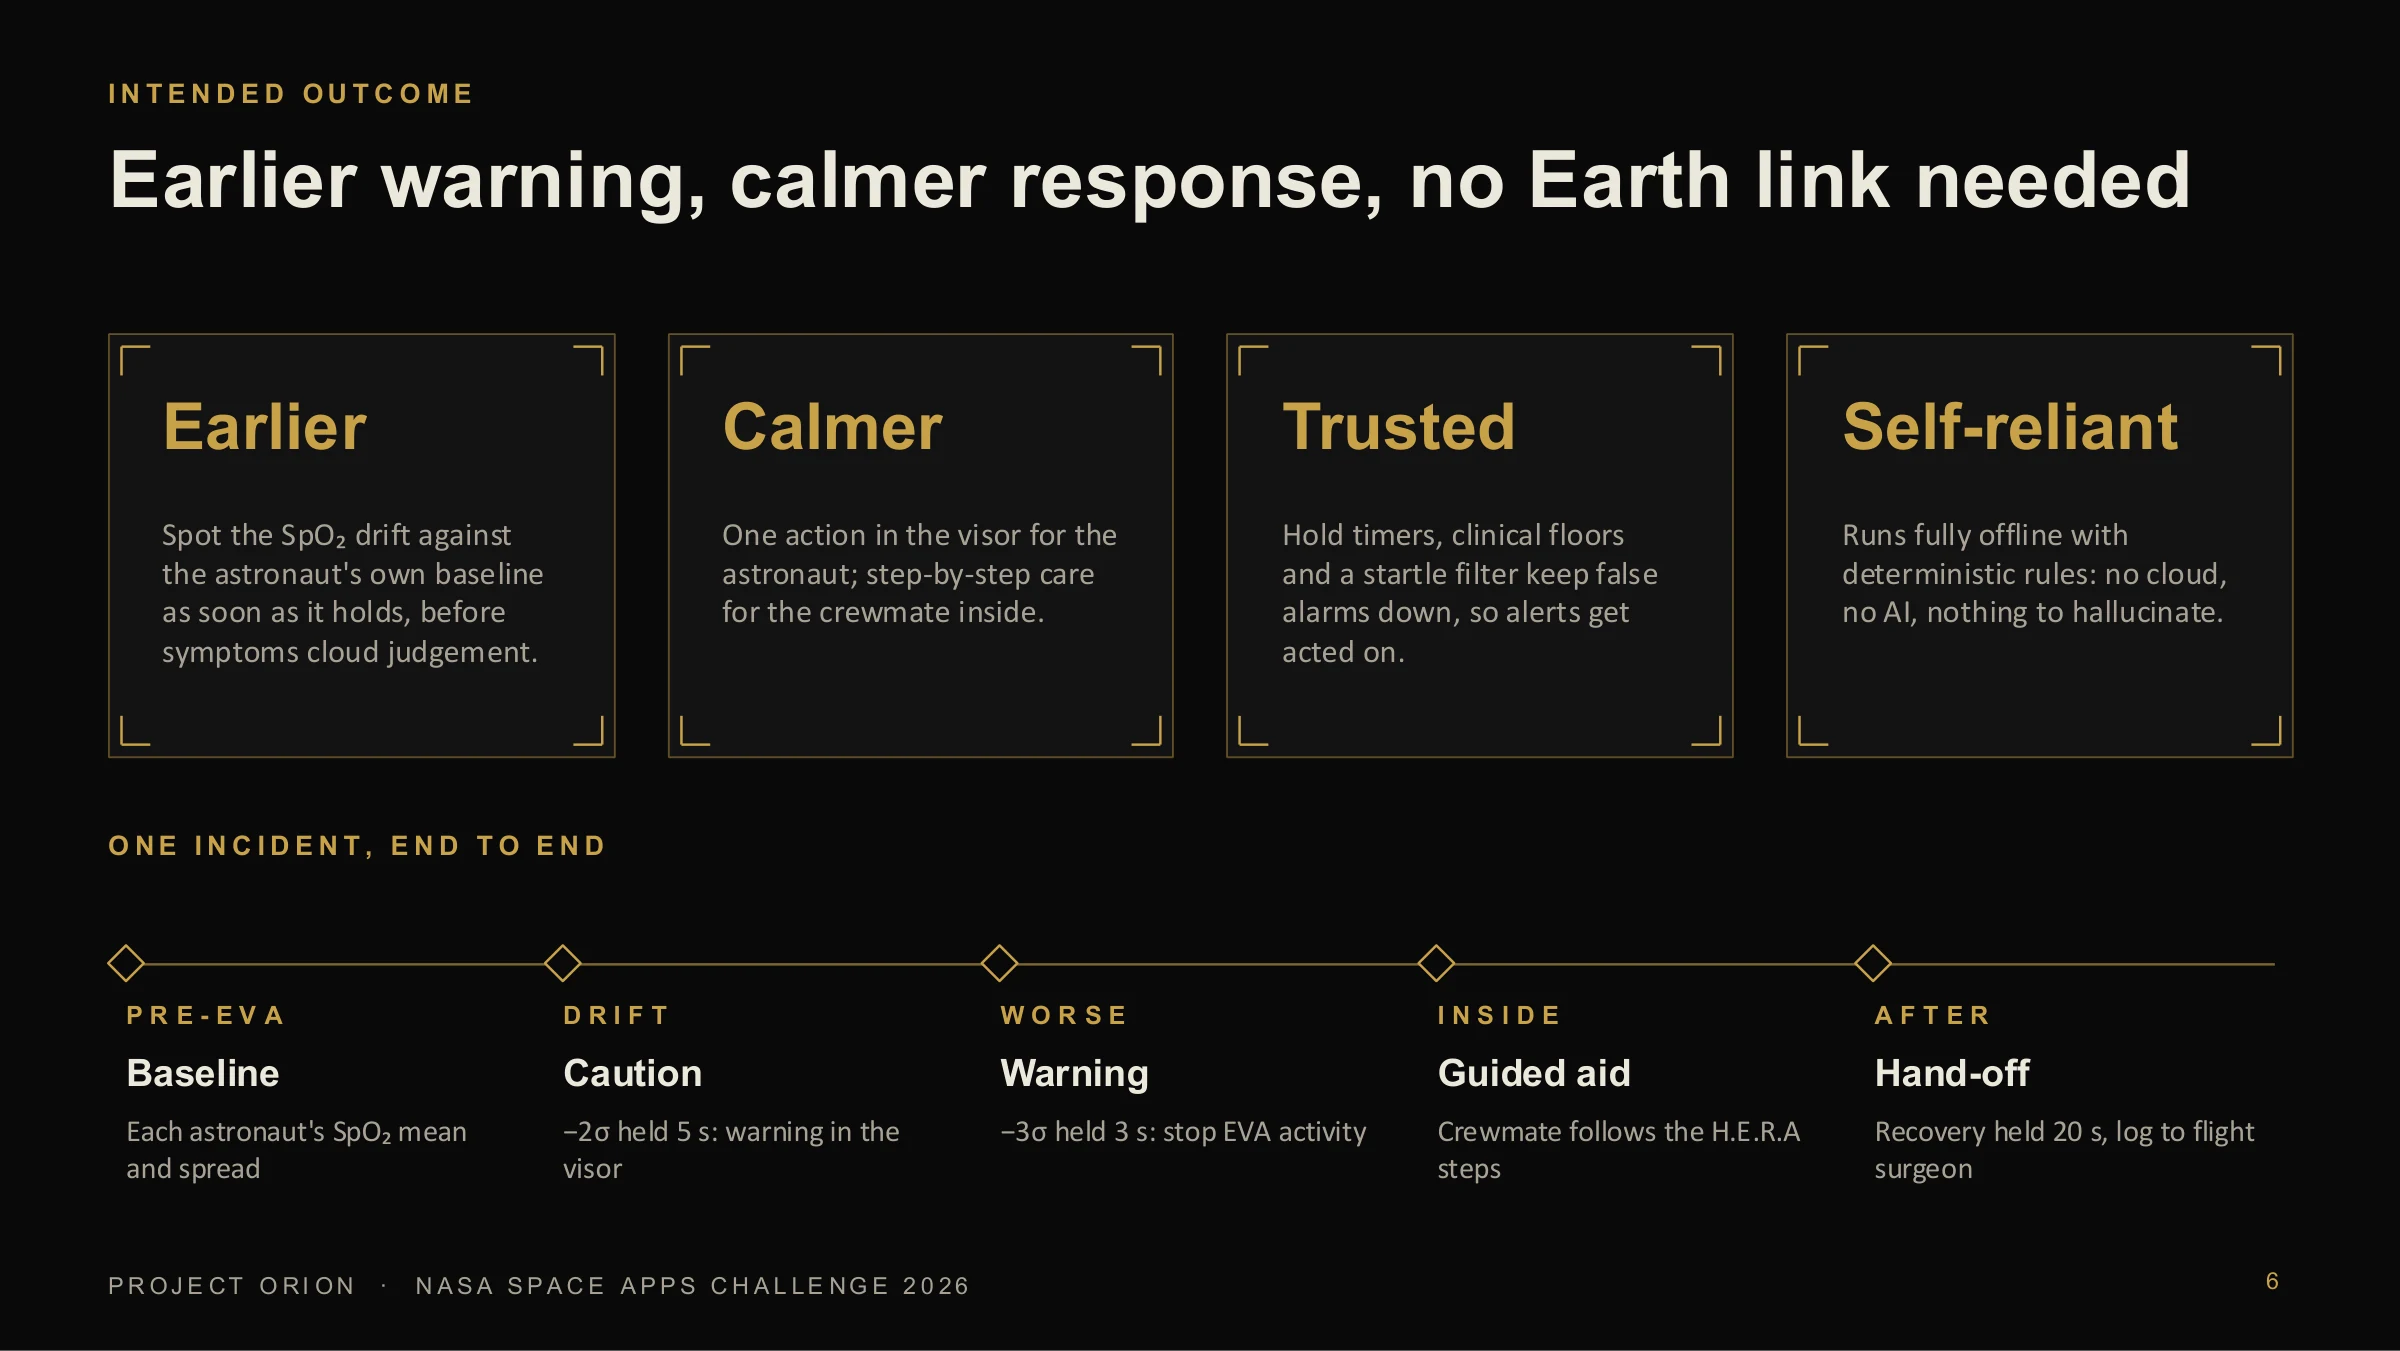 INTENDED OUTCOME
Earlier warning, calmer response, no Earth link needed
Earlier
Spot the SpO₂ drift against
the astronaut's own baseline
as soon as it holds, before
symptoms cloud judgement.
Calmer
One action in the visor for the
astronaut; step-by-step care
for the crewmate inside.
Trusted
Hold timers, clinical floors
and a startle filter keep false
alarms down, so alerts get
acted on.
Self-reliant
Runs fully offline with
deterministic rules: no cloud,
no AI, nothing to hallucinate.
ONE INCIDENT, END TO END
PRE-EVA
Baseline
Each astronaut's SpO₂ mean
and spread
DRIFT
Caution
−2σ held 5 s: warning in the
visor
WORSE
Warning
−3σ held 3 s: stop EVA activity
INSIDE
Guided aid
Crewmate follows the H.E.R.A
steps
AFTER
Hand-off
Recovery held 20 s, log to flight
surgeon
PROJECT ORION · NASA SPACE APPS CHALLENGE 2026
6